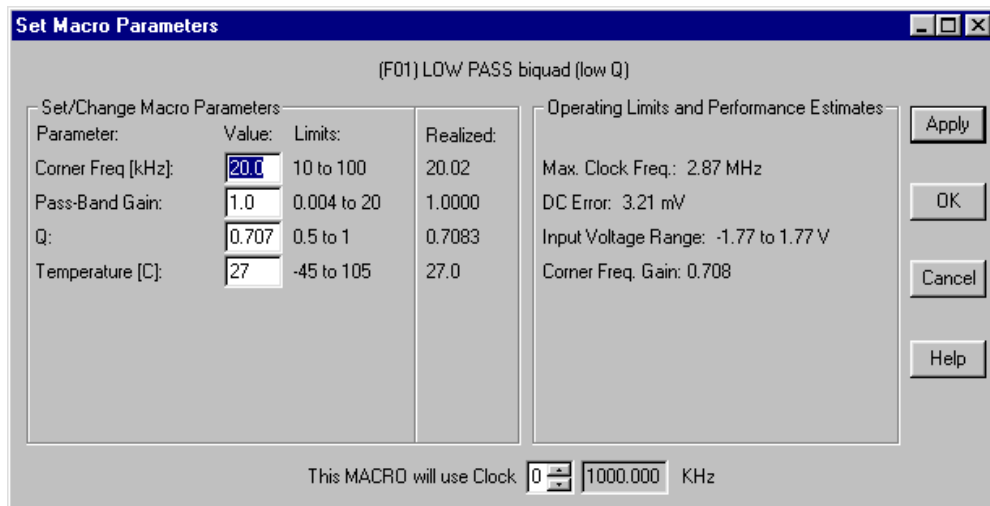 Set Macro Parameters
(F01) LOW PASS biquad (low Q)
Set/Change Macro Parameters
Parameter: Value: Limits: Realized:
Corner Freq [kHz]: 20.0 10 to 100 20.02
Pass-Band Gain: 1.0 0.004 to 20 1.0000
Q: 0.707 0.5 to 1 0.7083
Temperature [C]: 27 -45 to 105 27.0
Operating Limits and Performance Estimates
Max. Clock Freq.: 2.87 MHz
DC Error: 3.21 mV
Input Voltage Range: -1.77 to 1.77 V
Corner Freq. Gain: 0.708
Apply
OK
Cancel
Help
This MACRO will use Clock 0 1000.000 KHz